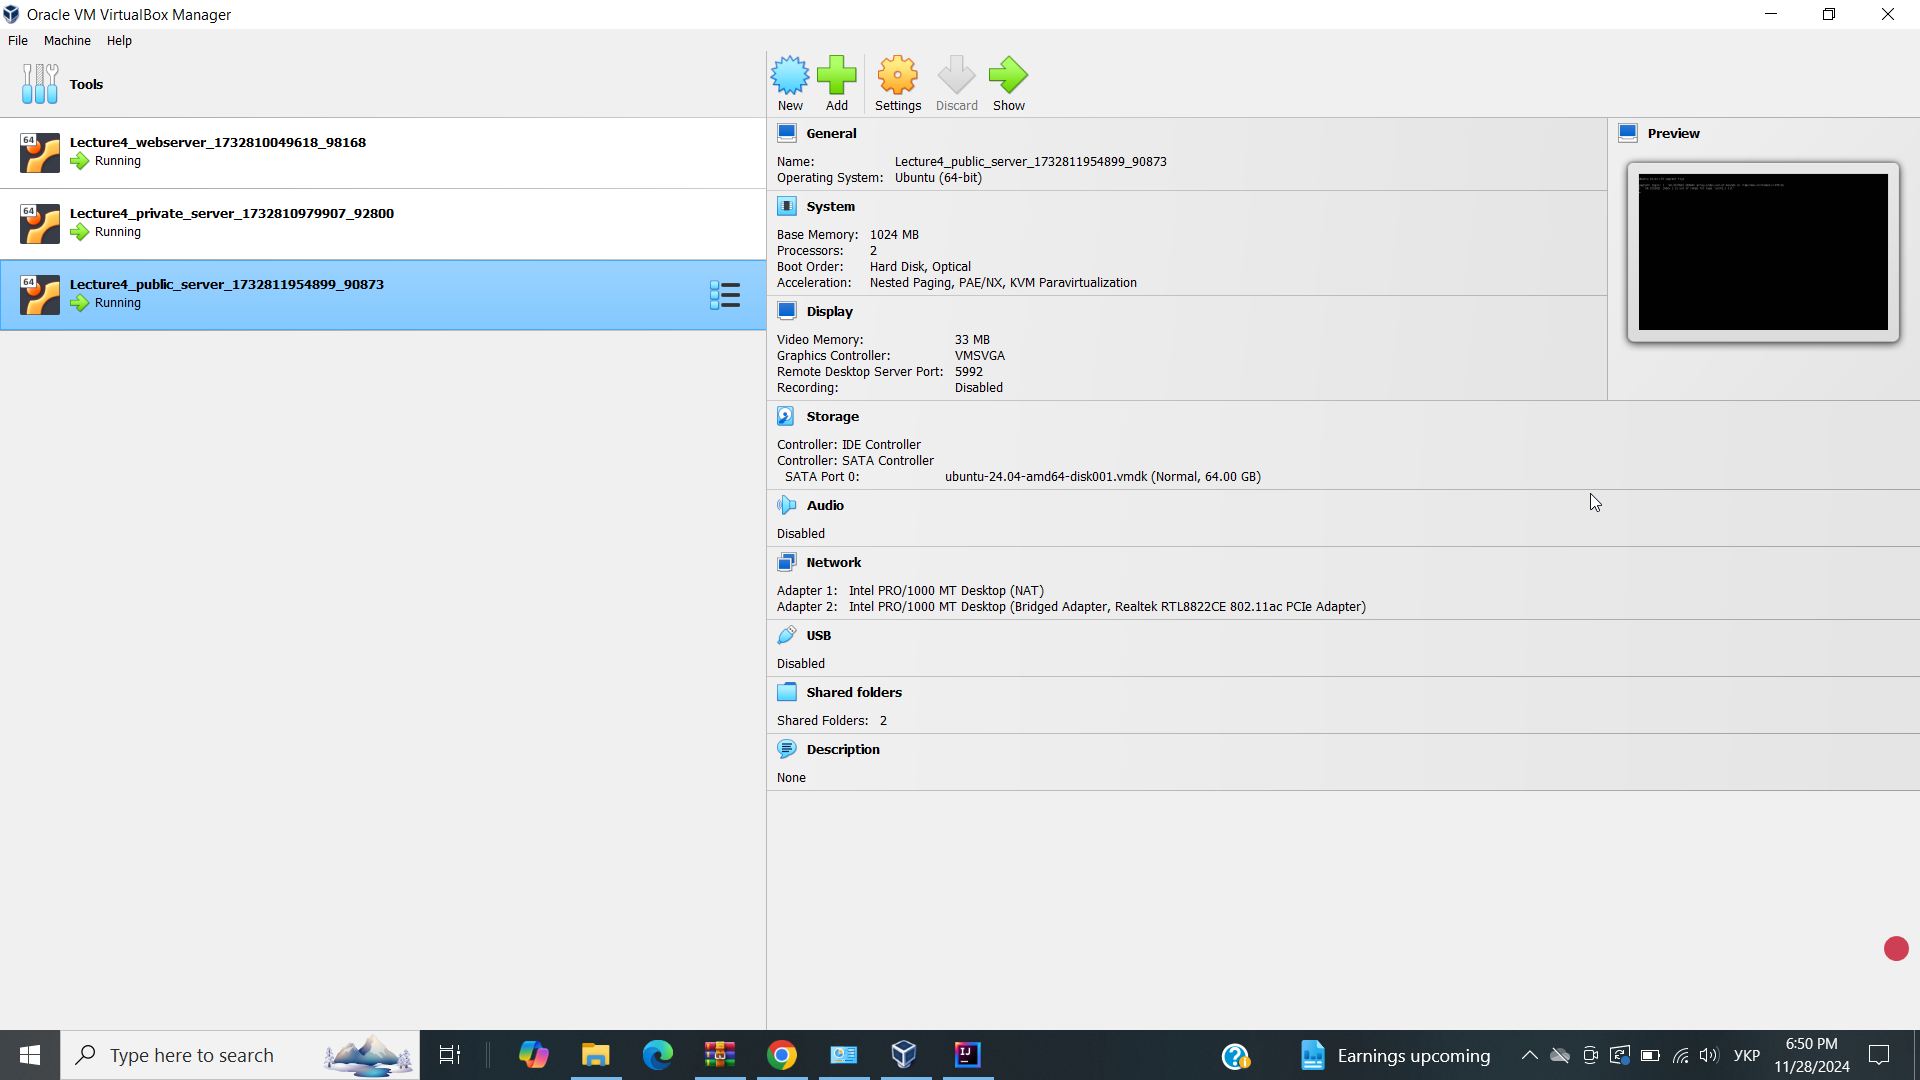 Oracle VM VirtualBox Manager
File Machine Help
Tools
New Add Settings Discard Show
64 Lecture4_webserver_1732810049618_98168
Running
64 Lecture4_private_server_1732810979907_92800
Running
64 Lecture4_public_server_1732811954899_90873
Running
General
Name: Lecture4_public_server_1732811954899_90873
Operating System: Ubuntu (64-bit)
Preview
System
Base Memory: 1024 MB
Processors: 2
Boot Order: Hard Disk, Optical
Acceleration: Nested Paging, PAE/NX, KVM Paravirtualization
Display
Video Memory: 33 MB
Graphics Controller: VMSVGA
Remote Desktop Server Port: 5992
Recording: Disabled
Storage
Controller: IDE Controller
Controller: SATA Controller
SATA Port 0: ubuntu-24.04-amd64-disk001.vmdk (Normal, 64.00 GB)
Audio
Disabled
Network
Adapter 1: Intel PRO/1000 MT Desktop (NAT)
Adapter 2: Intel PRO/1000 MT Desktop (Bridged Adapter, Realtek RTL8822CE 802.11ac PCIe Adapter)
USB
Disabled
Shared folders
Shared Folders: 2
Description
None
Type here to search
IJ
Earnings upcoming
УКР
6:50 PM
11/28/2024